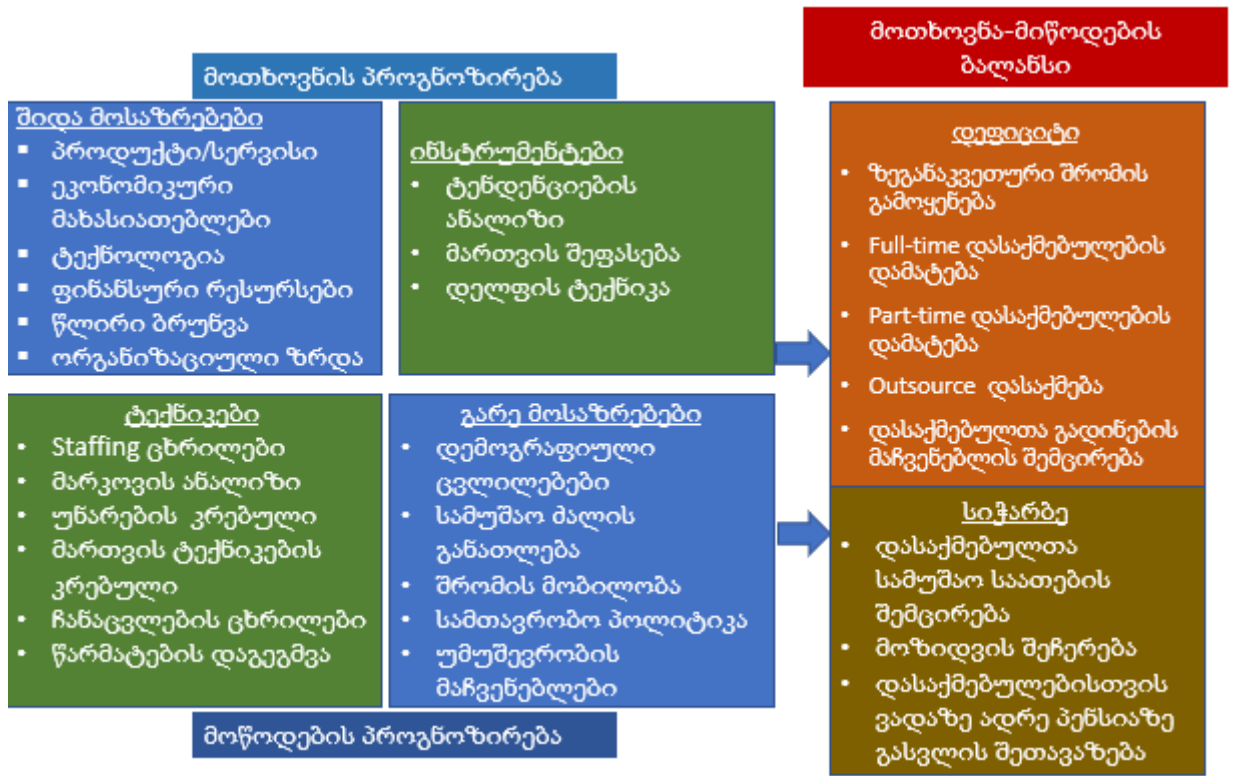 მოთხოვნის პროგნოზირება
შიდა მოსაზრებები
▪ პროდუქტი/სერვისი
▪ ეკონომიკური
მახასიათებლები
▪ ტექნოლოგია
▪ ფინანსური რესურსები
▪ წლირი ბრუნვა
▪ ორგანიზაციული ზრდა
ინსტრუმენტები
• ტენდენციების
ანალიზი
• მართვის შეფასება
• დელფის ტექნიკა
ტექნიკები
• Staffing ცხრილები
• მარკოვის ანალიზი
• უნარების კრებული
• მართვის ტექნიკების
კრებული
• ჩანაცვლების ცხრილები
• წარმატების დაგეგმვა
გარე მოსაზრებები
• დემოგრაფიული
ცვლილებები
• სამუშაო ძალის
განათლება
• შრომის მობილობა
• სამთავრობო პოლიტიკა
• უმუშევრობის
მაჩვენებლები
მოწოდების პროგნოზირება
მოთხოვნა-მიწოდების
ბალანსი
დეფიციტი
• ზეგანაკვეთური შრომის
გამოყენება
• Full-time დასაქმებულების
დამატება
• Part-time დასაქმებულების
დამატება
• Outsource დასაქმება
• დასაქმებულთა გადინების
მაჩვენებლის შემცირება
სიჭარბე
• დასაქმებულთა
სამუშაო საათების
შემცირება
• მოზიდვის შეჩერება
• დასაქმებულებისთვის
ვადაზე ადრე პენსიაზე
გასვლის შეთავაზება